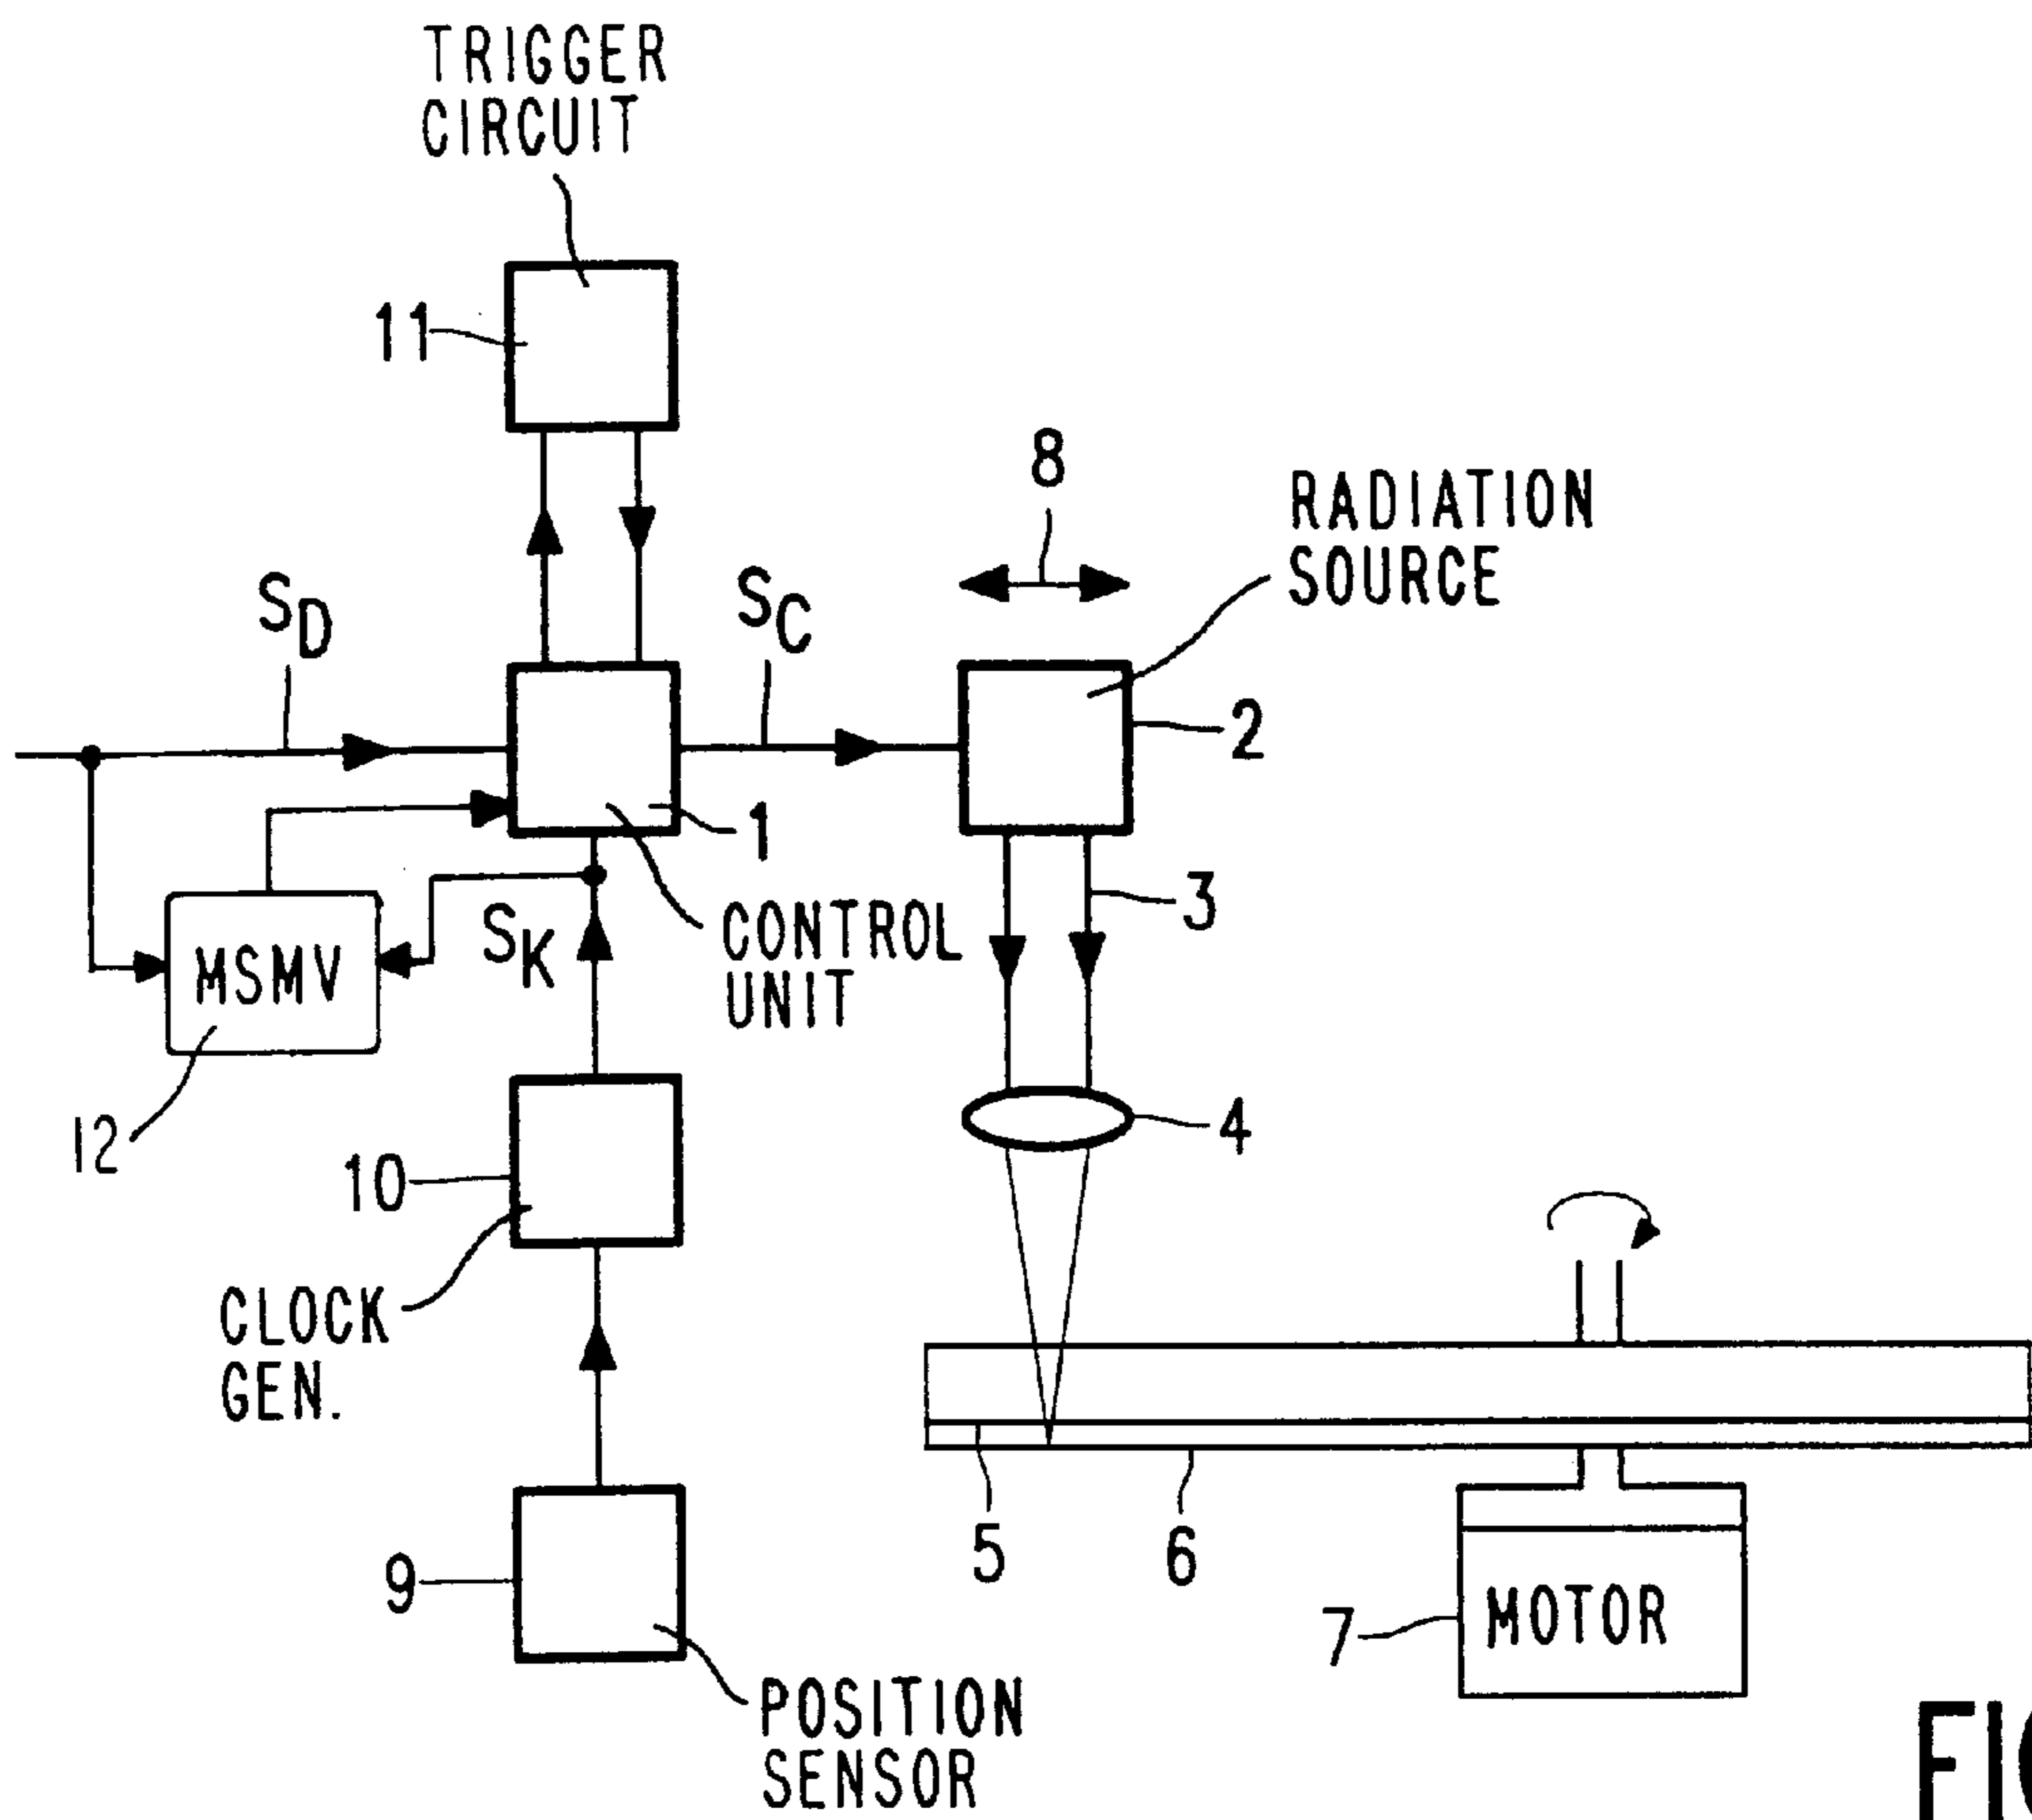 TRIGGER
CIRCUIT
11
8
RADIATION
SOURCE
SD
SC
2
1
3
CONTROL
UNIT
SK
MSMV
12
4
10
CLOCK
GEN.
5
6
9
7
MOTOR
POSITION
SENSOR